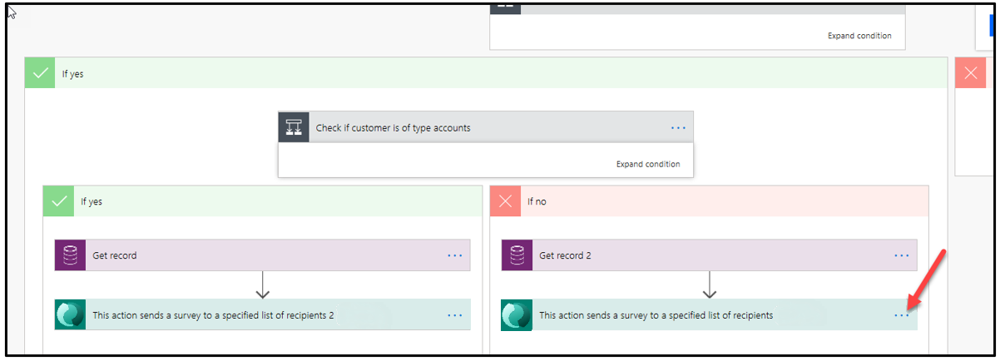 Expand condition
If yes
Check if customer is of type accounts
Expand condition
If yes
If no
Get record
Get record 2
This action sends a survey to a specified list of recipients 2
This action sends a survey to a specified list of recipients